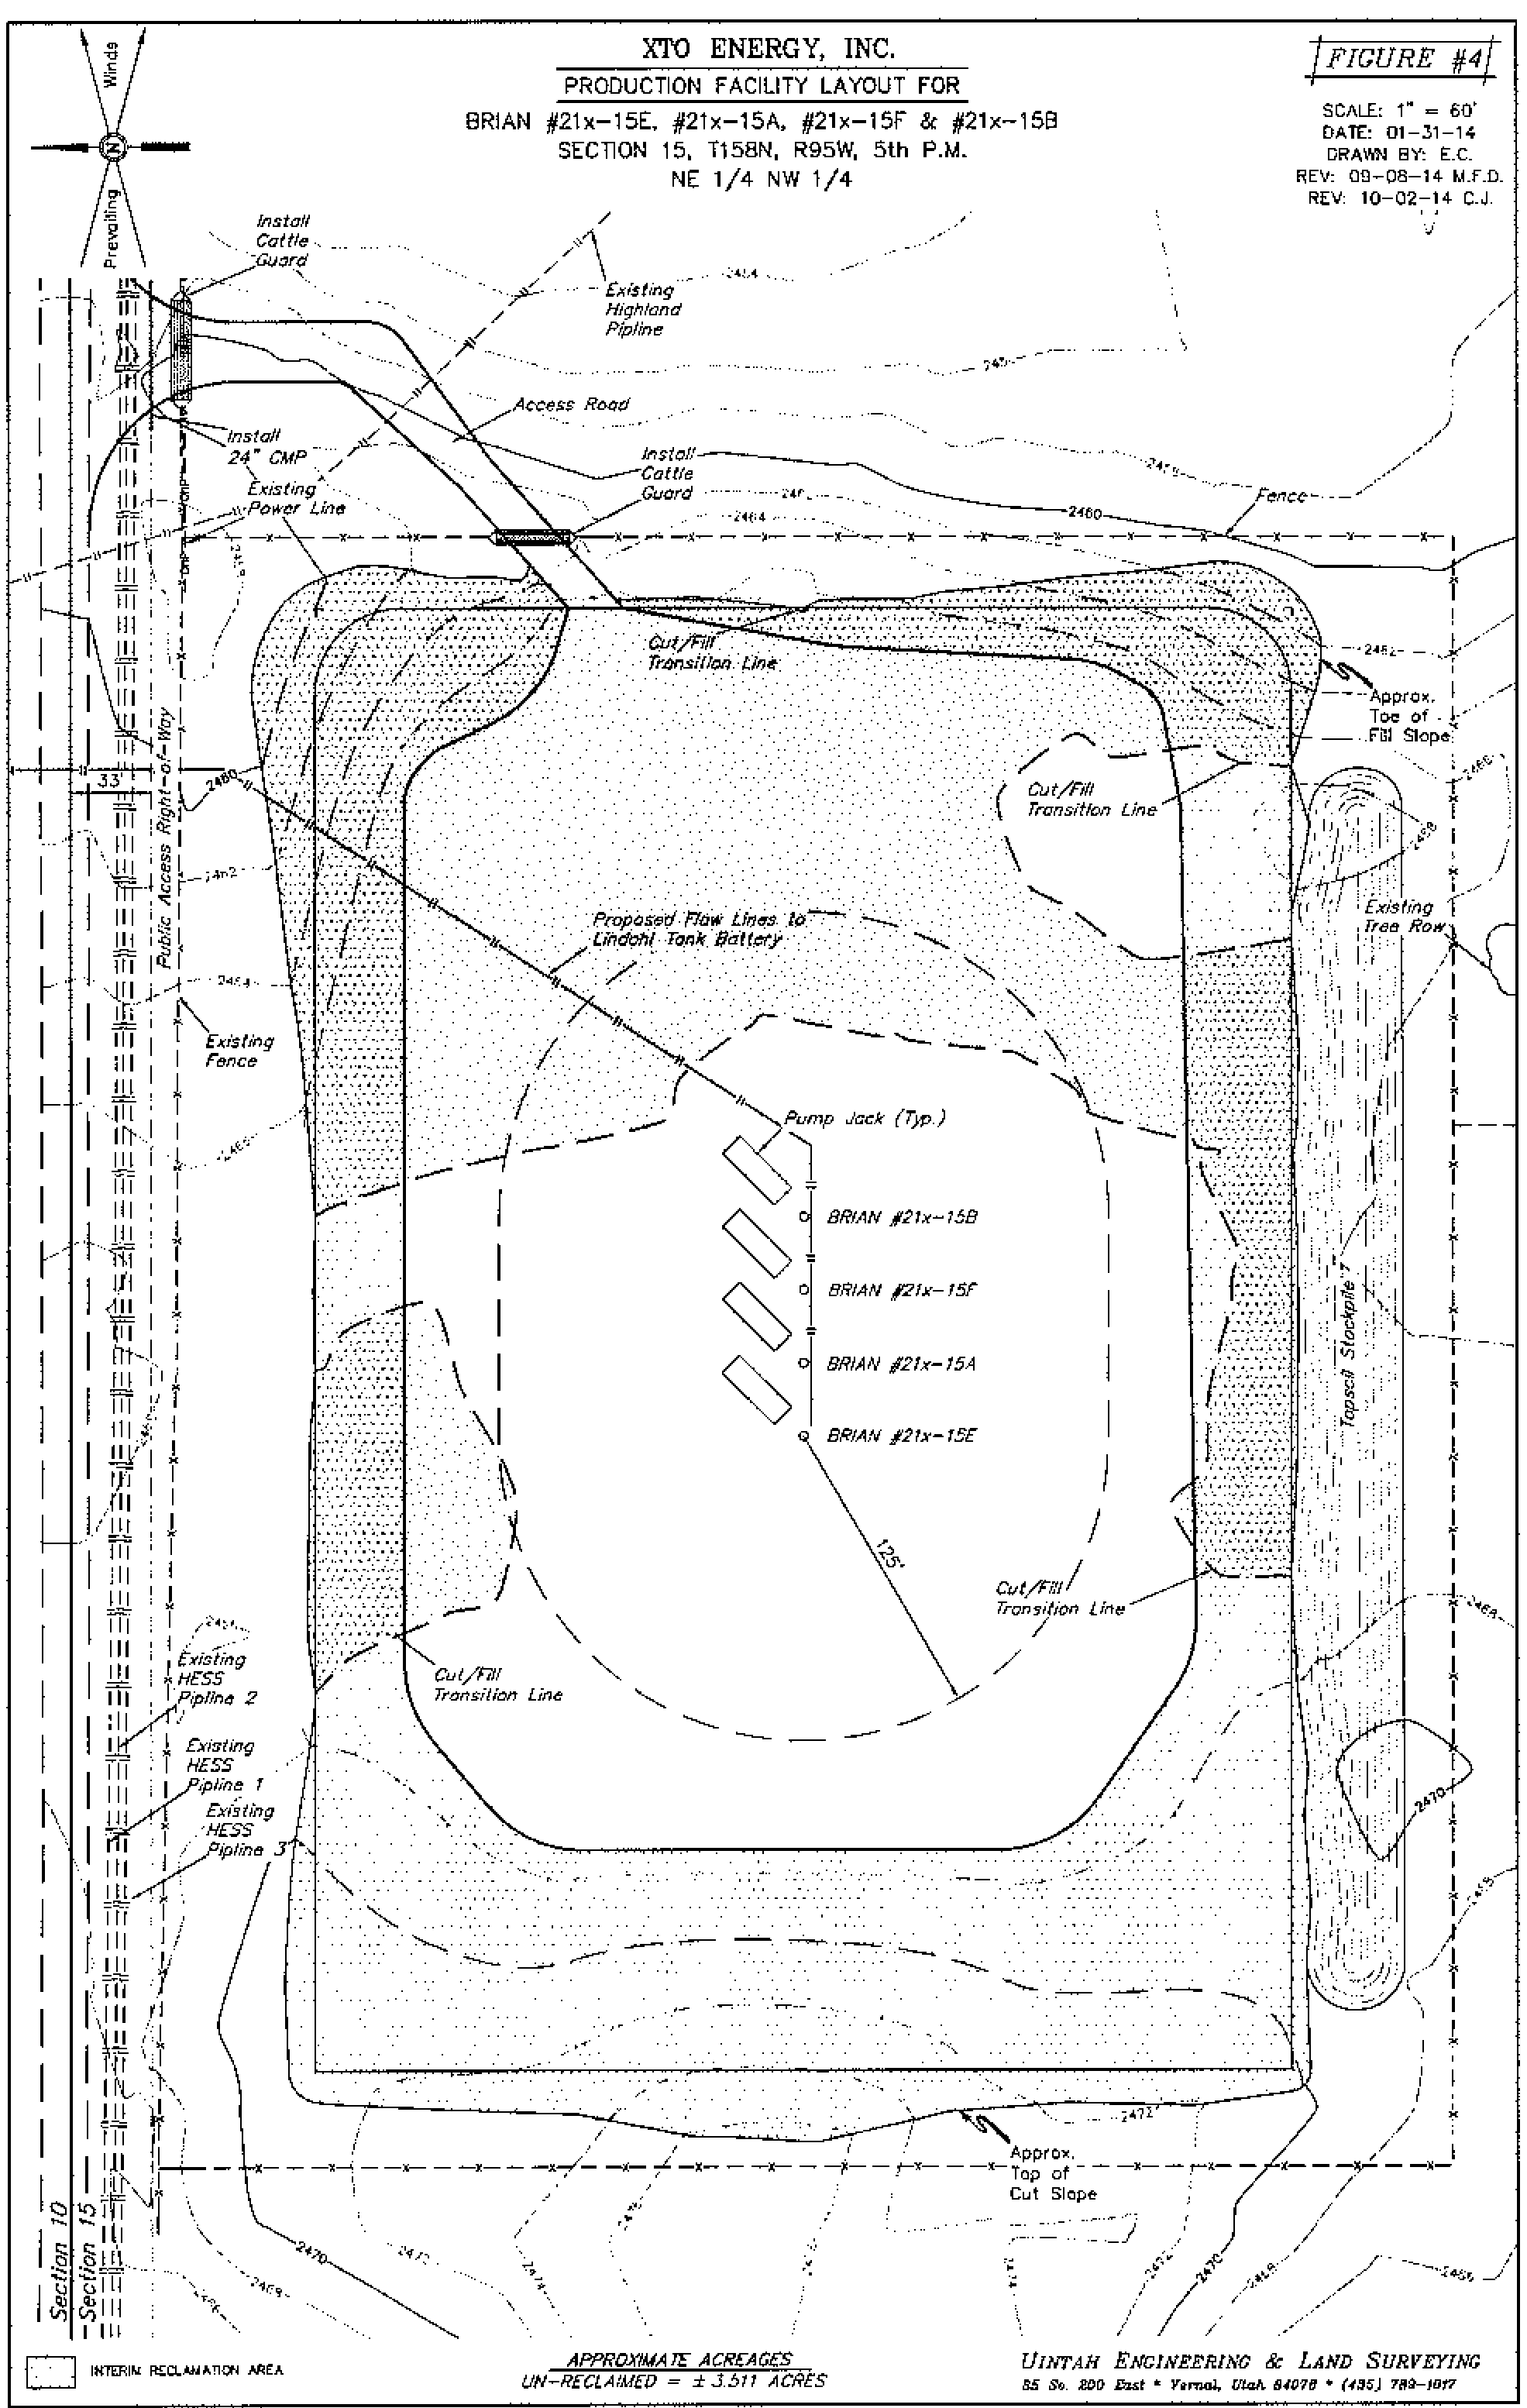 XTO ENERGY, INC.
PRODUCTION FACILITY LAYOUT FOR
BRIAN #21x-15E, #21x-15A, #21x-15F & #21x-15B
SECTION 15, T158N, R95W, 5th P.M.
NE 1/4 NW 1/4
FIGURE #4
SCALE: 1" = 60'
DATE: 01-31-14
DRAWN BY: E.C.
REV: 09-08-14 M.F.D.
REV: 10-02-14 C.J.
Winds
N
Prevailing
Install
Cattle
Guard
Existing
Highland
Pipline
Access Road
Install
24" CMP
Existing
Power Line
Install
Cattle
Guard
2464
2460
Fence
Cut/Fill
Transition Line
2462
Approx.
Toe of
Fill Slope
33'
2460
Public Access Right-of-Way
Cut/Fill
Transition Line
2466
2468
Existing
Tree Row
Proposed Flow Lines to
Lindahl Tank Battery
2464
Existing
Fence
Pump Jack (Typ.)
BRIAN #21x-15B
BRIAN #21x-15F
BRIAN #21x-15A
BRIAN #21x-15E
125'
Topsoil Stockpile
Cut/Fill
Transition Line
2468
Cut/Fill
Transition Line
Existing
HESS
Pipline 2
Existing
HESS
Pipline 1
Existing
HESS
Pipline 3
2470
2468
2472
Approx.
Top of
Cut Slope
Section 10
Section 15
2470
2472
2474
2472
2470
2468
2466
2468
2466
INTERIM RECLAMATION AREA
APPROXIMATE ACREAGES
UN-RECLAIMED = ± 3.511 ACRES
UINTAH ENGINEERING & LAND SURVEYING
85 So. 200 East * Vernal, Utah 84078 * (435) 789-1017